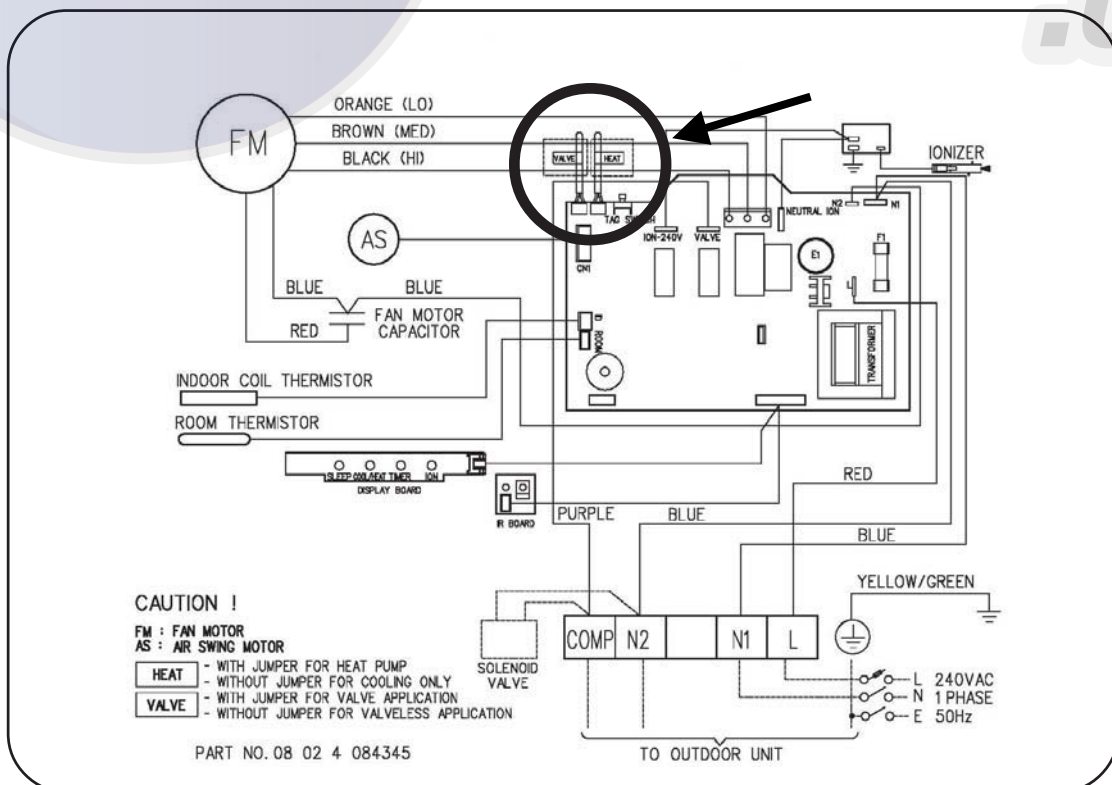 ORANGE (LO)
BROWN (MED)
BLACK (HI)
FM
VALVE
HEAT
IONIZER
N2
N1
NEUTRAL ION
ION-240V
VALVE
F1
E1
AS
CN1
L
BLUE
BLUE
FAN MOTOR
CAPACITOR
RED
ROOM
TRANSFORMER
INDOOR COIL THERMISTOR
ROOM THERMISTOR
SLEEP COOL/HEAT TIMER ION
DISPLAY BOARD
IR BOARD
RED
PURPLE
BLUE
BLUE
YELLOW/GREEN
COMP
N2
N1
L
SOLENOID
VALVE
CAUTION !
FM : FAN MOTOR
AS : AIR SWING MOTOR
HEAT
- WITH JUMPER FOR HEAT PUMP
- WITHOUT JUMPER FOR COOLING ONLY
VALVE
- WITH JUMPER FOR VALVE APPLICATION
- WITHOUT JUMPER FOR VALVELESS APPLICATION
L 240VAC
N 1PHASE
E 50Hz
TO OUTDOOR UNIT
PART NO. 08 02 4 084345